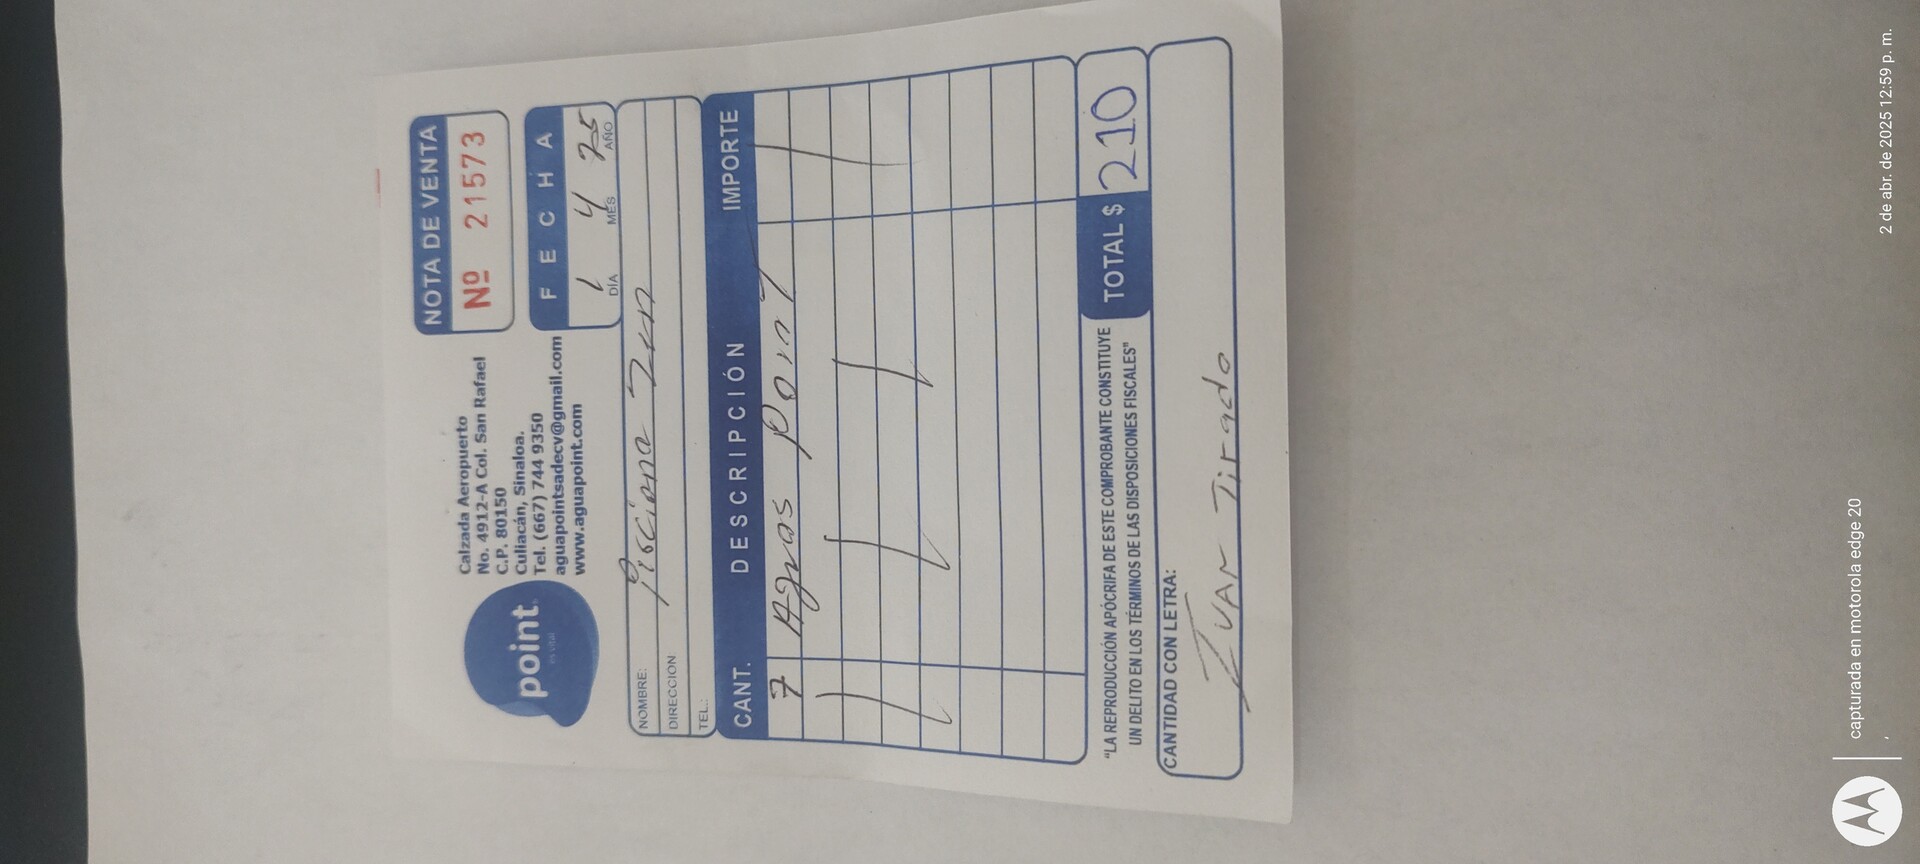 point
es vital
Calzada Aeropuerto
No. 4912-A Col. San Rafael
C.P. 80150
Culiacán, Sinaloa.
Tel. (667) 744 9350
aguapointsadecv@gmail.com
www.aguapoint.com
NOTA DE VENTA
Nº 21573
FECHA
1 4 25
DÍA MES AÑO
NOMBRE:
DIRECCION
TEL.:
CANT. DESCRIPCIÓN IMPORTE
7 Aguas Point
"LA REPRODUCCIÓN APÓCRIFA DE ESTE COMPROBANTE CONSTITUYE
UN DELITO EN LOS TÉRMINOS DE LAS DISPOSICIONES FISCALES"
TOTAL $ 210
CANTIDAD CON LETRA:
IVAN Tirado
capturada en motorola edge 20
,
2 de abr. de 2025 12:59 p. m.